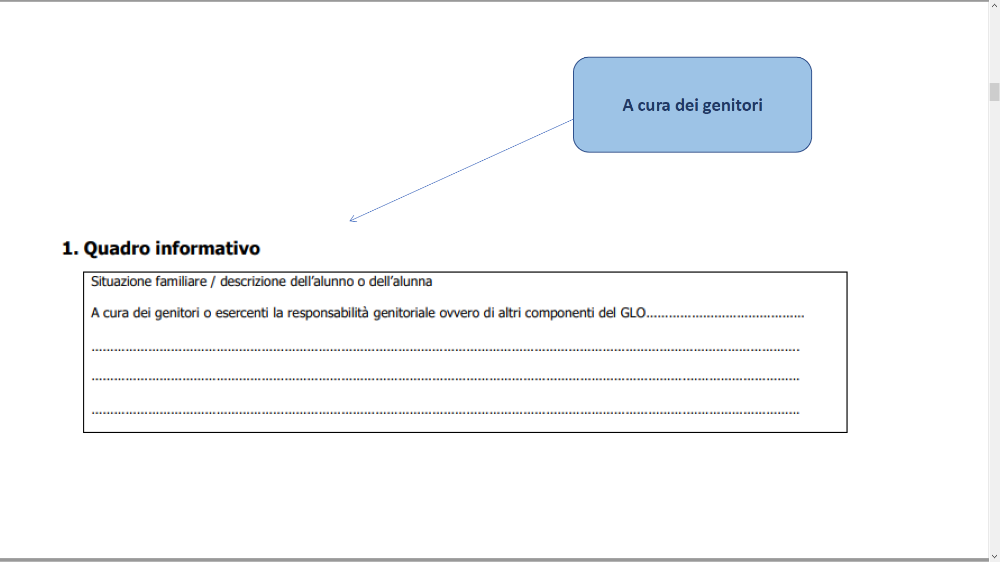 A cura dei genitori
1. Quadro informativo
Situazione familiare / descrizione dell'alunno o dell'alunna
A cura dei genitori o esercenti la responsabilità genitoriale ovvero di altri componenti del GLO..........................................
....................................................................................................
....................................................................................................
....................................................................................................